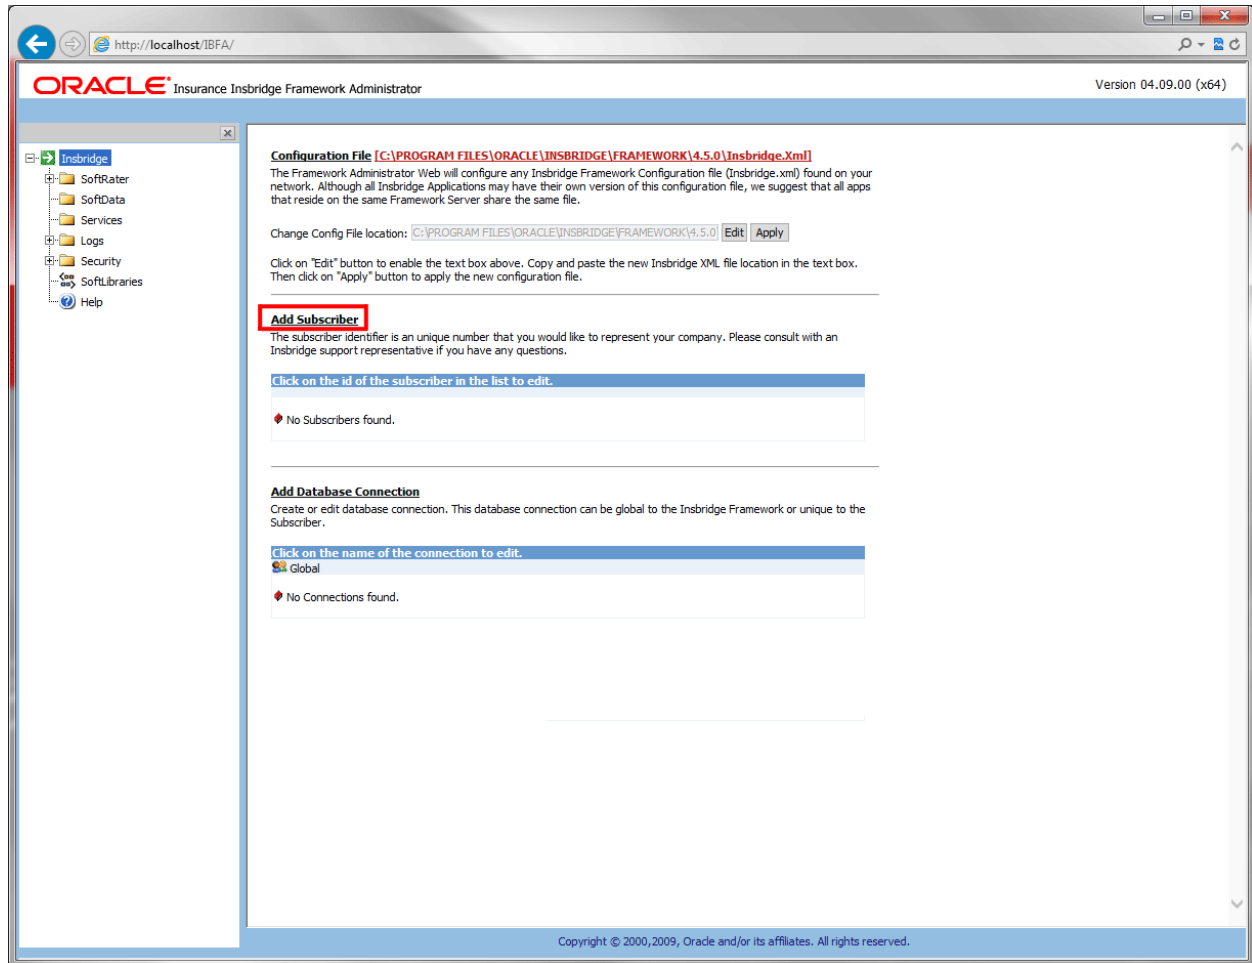 http://localhost/IBFA/
ORACLE Insurance Insbridge Framework Administrator
Version 04.09.00 (x64)
Insbridge
SoftRater
SoftData
Services
Logs
Security
SoftLibraries
Help
Configuration File [C:\PROGRAM FILES\ORACLE\INSBRIDGE\FRAMEWORK\4.5.0\Insbridge.Xml]
The Framework Administrator Web will configure any Insbridge Framework Configuration file (Insbridge.xml) found on your
network. Although all Insbridge Applications may have their own version of this configuration file, we suggest that all apps
that reside on the same Framework Server share the same file.
Change Config File location: C:\PROGRAM FILES\ORACLE\INSBRIDGE\FRAMEWORK\4.5.0 Edit Apply
Click on "Edit" button to enable the text box above. Copy and paste the new Insbridge XML file location in the text box.
Then click on "Apply" button to apply the new configuration file.
Add Subscriber
The subscriber identifier is an unique number that you would like to represent your company. Please consult with an
Insbridge support representative if you have any questions.
Click on the id of the subscriber in the list to edit.
No Subscribers found.
Add Database Connection
Create or edit database connection. This database connection can be global to the Insbridge Framework or unique to the
Subscriber.
Click on the name of the connection to edit.
Global
No Connections found.
Copyright © 2000,2009, Oracle and/or its affiliates. All rights reserved.